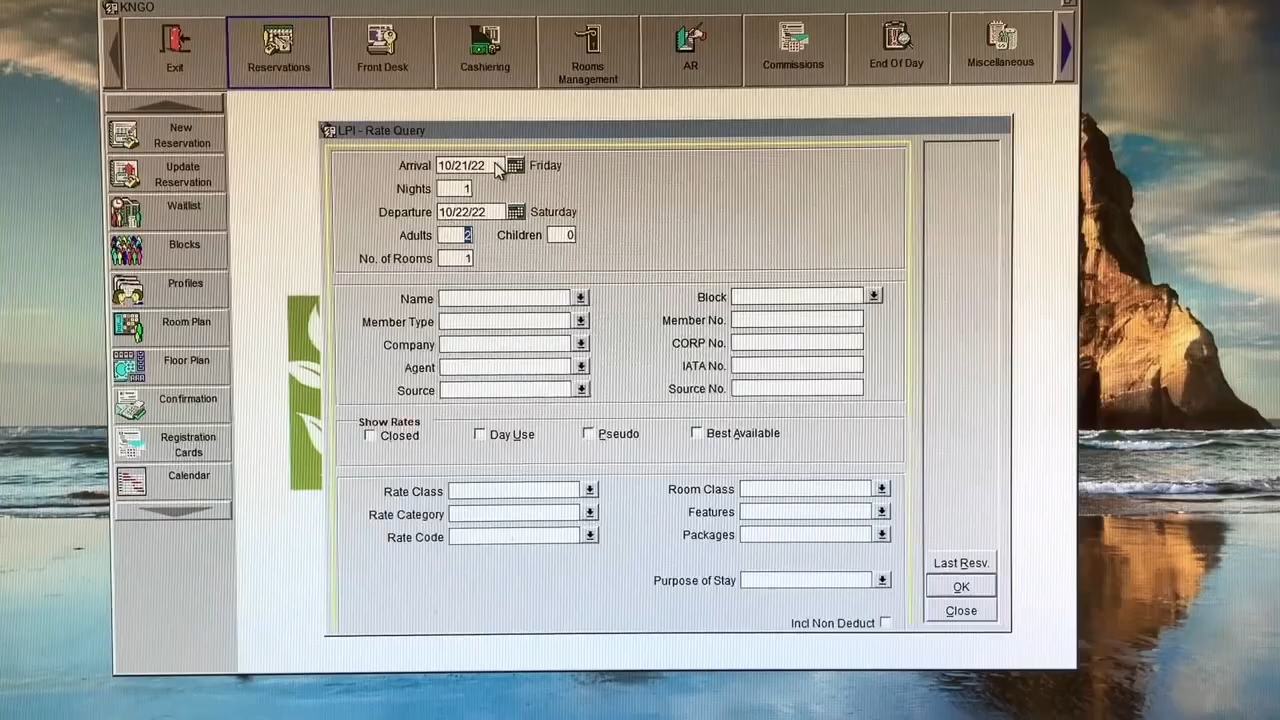 KNGO
Exit
Reservations
Front Desk
Cashiering
Rooms
Management
AR
Commissions
End Of Day
Miscellaneous
New
Reservation
Update
Reservation
Waitlist
Blocks
Profiles
Room Plan
Floor Plan
Confirmation
Registration
Cards
Calendar
LPI - Rate Query
Arrival 10/21/22 Friday
Nights 1
Departure 10/22/22 Saturday
Adults 2 Children 0
No. of Rooms 1
Name
Member Type
Company
Agent
Source
Block
Member No.
CORP No.
IATA No.
Source No.
Show Rates
Closed Day Use Pseudo Best Available
Rate Class
Rate Category
Rate Code
Room Class
Features
Packages
Purpose of Stay
Incl Non Deduct
Last Resv.
OK
Close